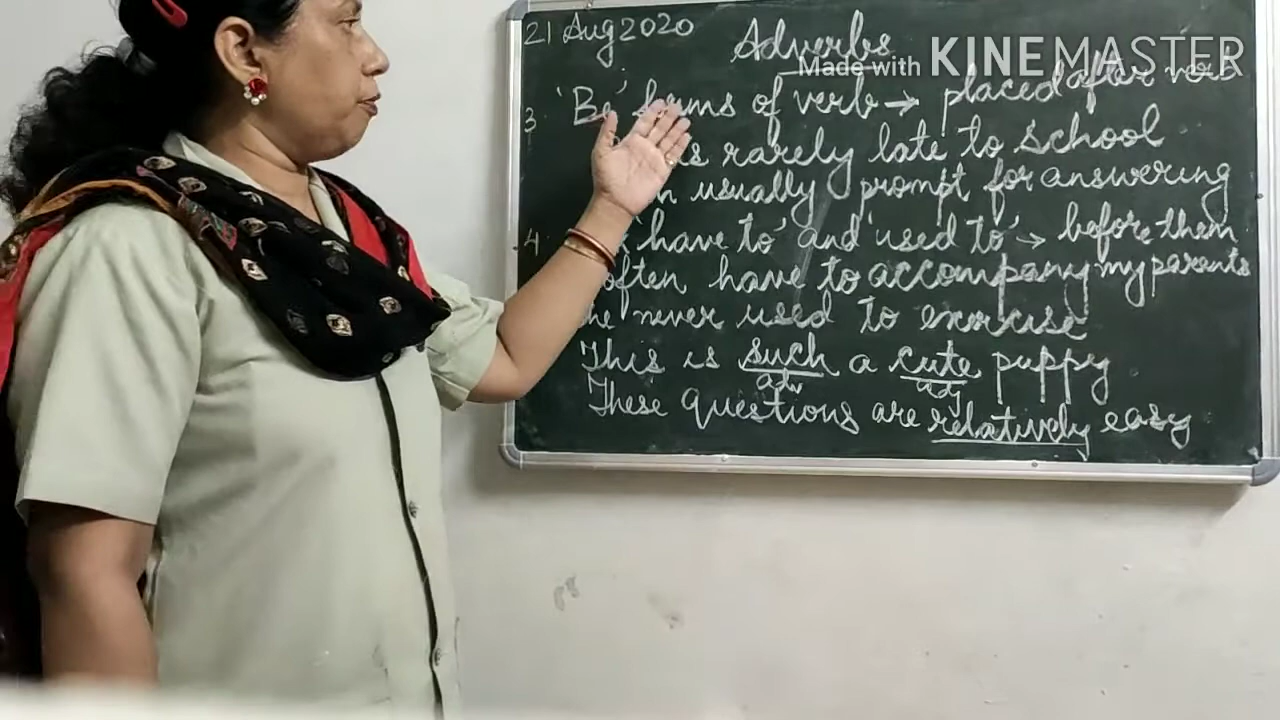 21 Aug 2020
Adverbs
Made with KINEMASTER
3 'Be' forms of verb → placed after verb
is rarely late to school
usually prompt for answering
4 'have to' and 'used to' → before them
often have to accompany my parents
never used to exercise
This is such a cute puppy
adv adj
These questions are relatively easy